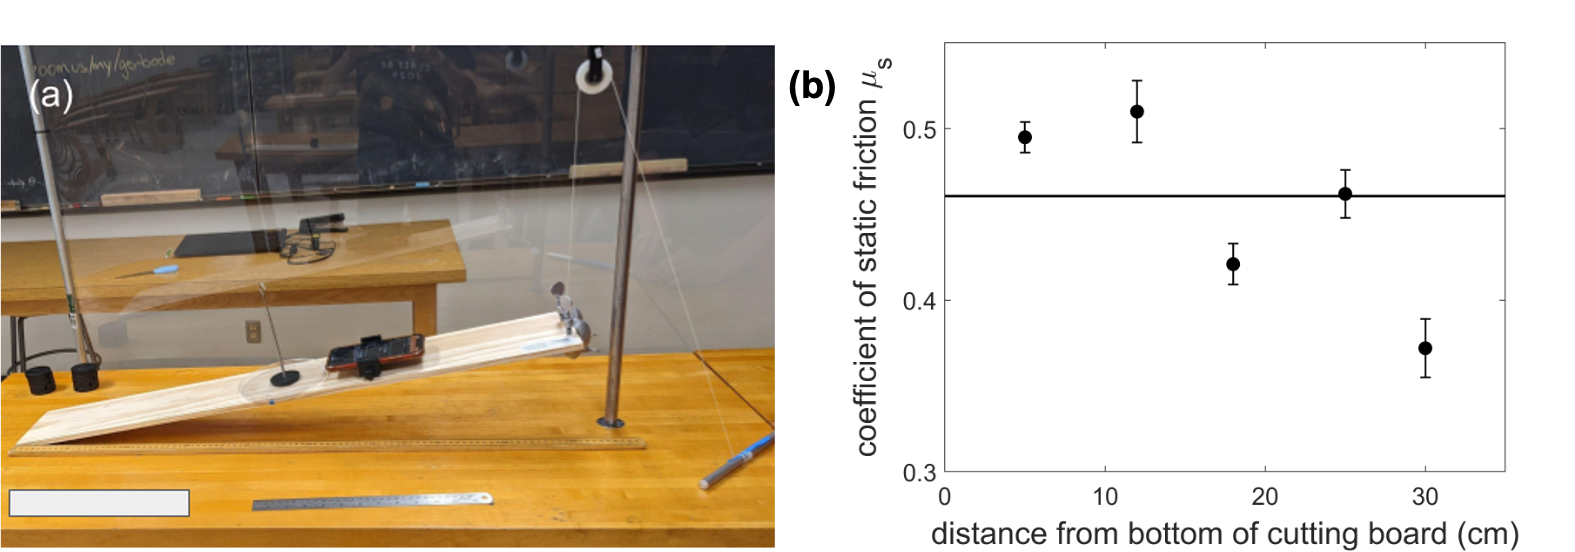 zoom.us/my/gerbode
(a)
(b)
coefficient of static friction μs
0.5
0.4
0.3
0
10
20
30
distance from bottom of cutting board (cm)